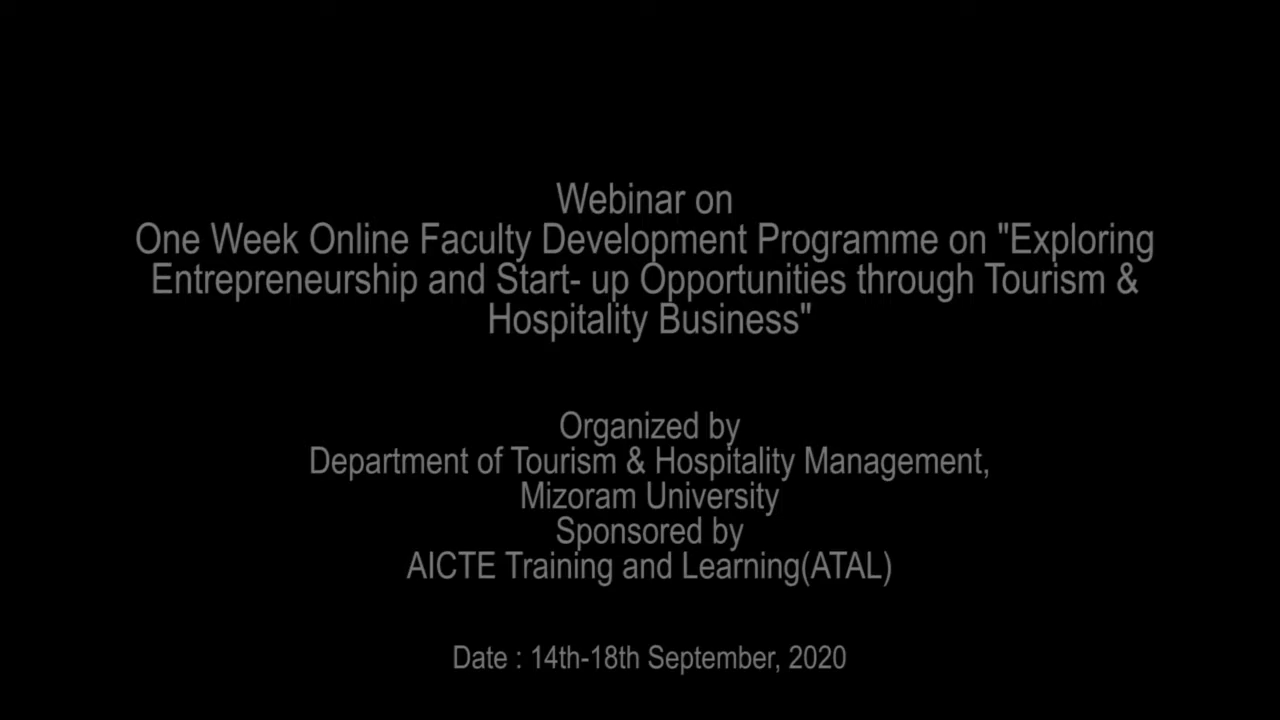 Webinar on
One Week Online Faculty Development Programme on "Exploring
Entrepreneurship and Start- up Opportunities through Tourism &
Hospitality Business"
Organized by
Department of Tourism & Hospitality Management,
Mizoram University
Sponsored by
AICTE Training and Learning(ATAL)
Date : 14th-18th September, 2020